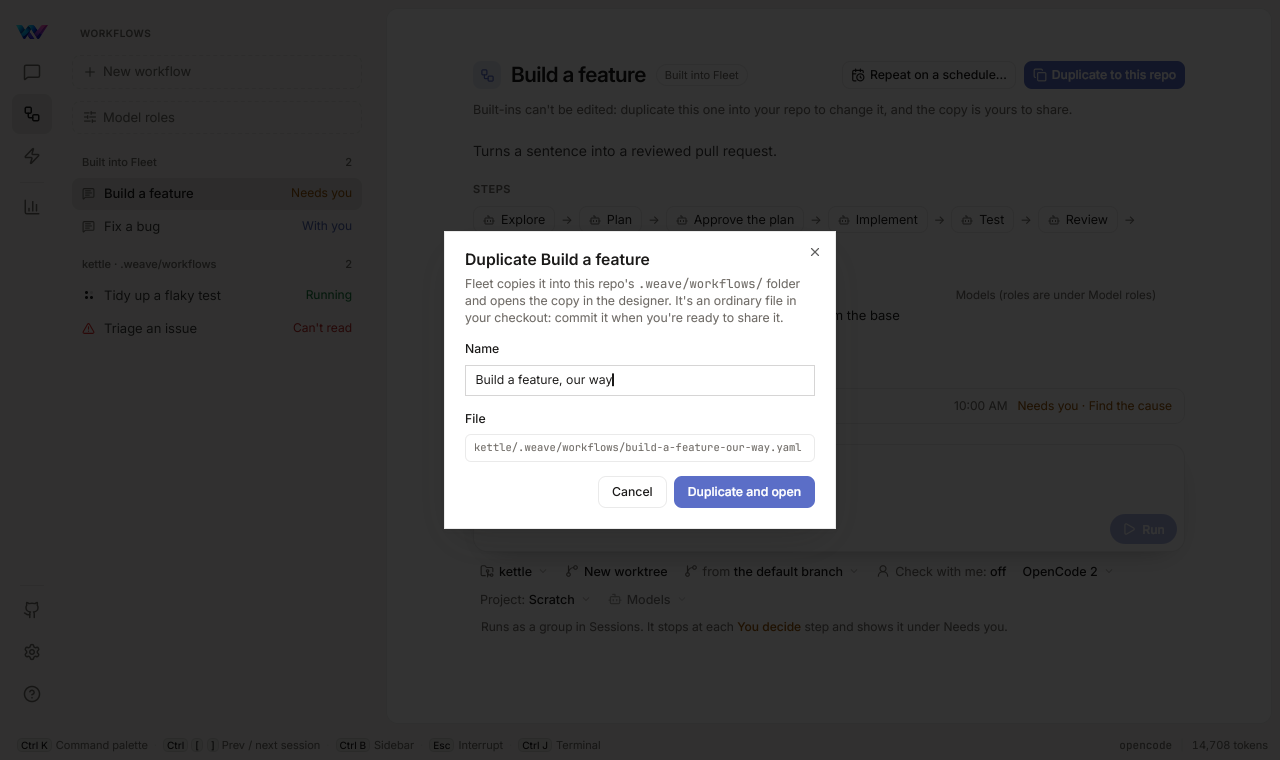 WORKFLOWS
New workflow
Model roles
Built into Fleet 2
Build a feature Needs you
Fix a bug With you
kettle · .weave/workflows 2
Tidy up a flaky test Running
Triage an issue Can't read
Build a feature Built into Fleet Repeat on a schedule... Duplicate to this repo
Built-ins can't be edited: duplicate this one into your repo to change it, and the copy is yours to share.
Turns a sentence into a reviewed pull request.
STEPS
Explore → Plan → Approve the plan → Implement → Test → Review →
Models (roles are under Model roles)
m the base
10:00 AM Needs you · Find the cause
Run
Duplicate Build a feature
Fleet copies it into this repo's .weave/workflows/ folder
and opens the copy in the designer. It's an ordinary file in
your checkout: commit it when you're ready to share it.
Name
Build a feature, our way
File
kettle/.weave/workflows/build-a-feature-our-way.yaml
Cancel Duplicate and open
kettle New worktree from the default branch Check with me: off OpenCode 2
Project: Scratch Models
Runs as a group in Sessions. It stops at each You decide step and shows it under Needs you.
Ctrl K Command palette Ctrl [ ] Prev / next session Ctrl B Sidebar Esc Interrupt Ctrl J Terminal opencode 14,708 tokens